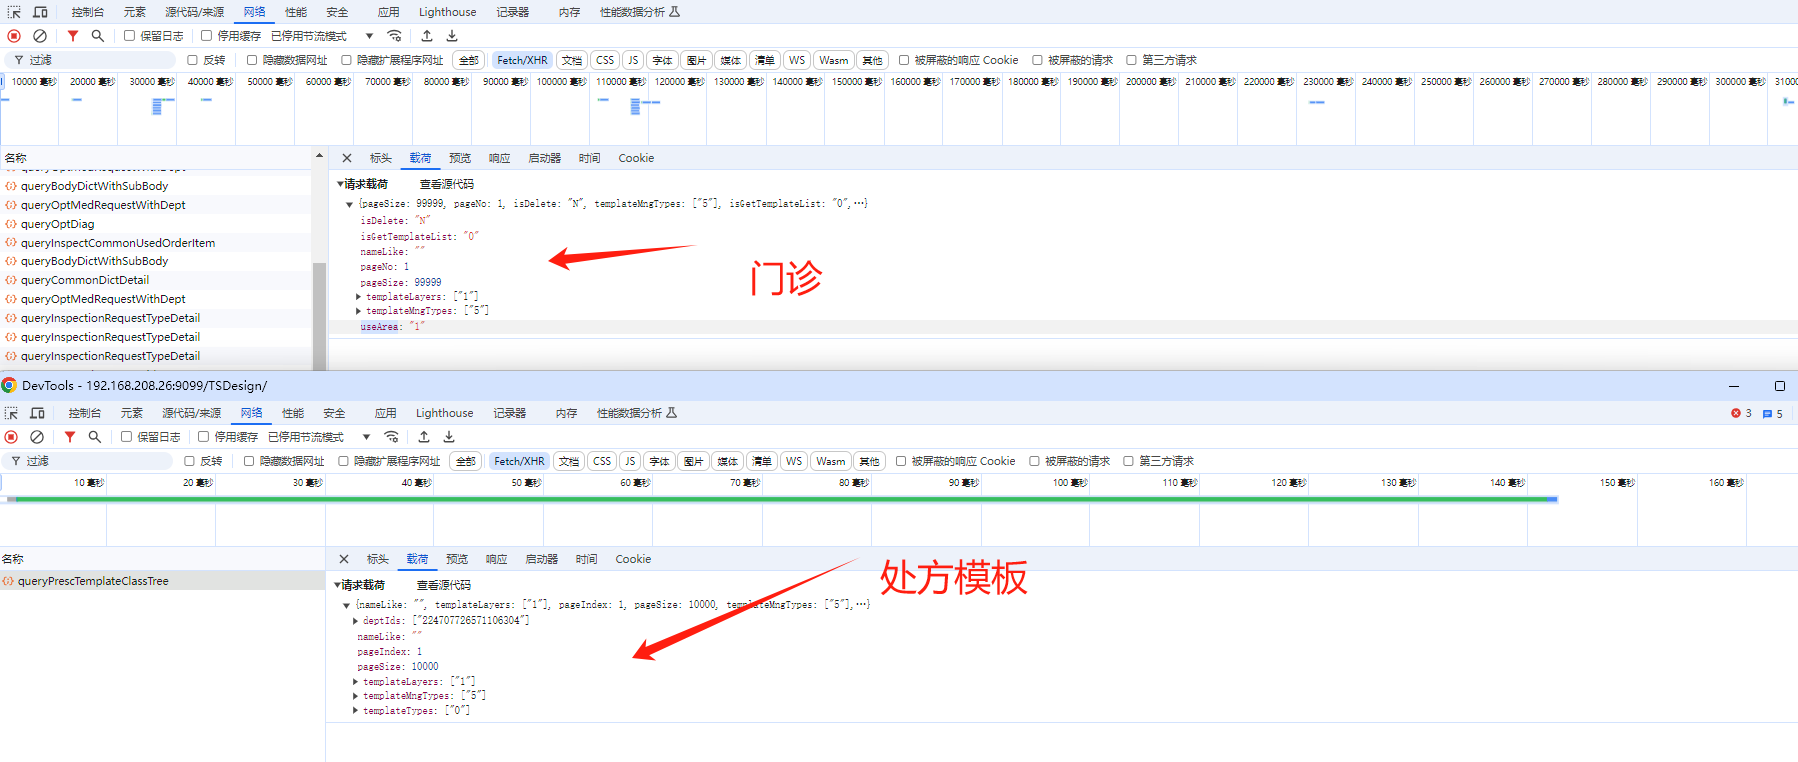 控制台 元素 源代码/来源 网络 性能 安全 应用 Lighthouse 记录器 内存 性能数据分析
保留日志 停用缓存 已停用节流模式
过滤 反转 隐藏数据网址 隐藏扩展程序网址 全部 Fetch/XHR 文档 CSS JS 字体 图片 媒体 清单 WS Wasm 其他 被屏蔽的响应 Cookie 被屏蔽的请求 第三方请求
10000 毫秒 20000 毫秒 30000 毫秒 40000 毫秒 50000 毫秒 60000 毫秒 70000 毫秒 80000 毫秒 90000 毫秒 100000 毫秒 110000 毫秒 120000 毫秒 130000 毫秒 140000 毫秒 150000 毫秒 160000 毫秒 170000 毫秒 180000 毫秒 190000 毫秒 200000 毫秒 210000 毫秒 220000 毫秒 230000 毫秒 240000 毫秒 250000 毫秒 260000 毫秒 270000 毫秒 280000 毫秒 290000 毫秒 300000 毫秒 31000
名称
queryOptMedRequestWithDept
queryBodyDictWithSubBody
queryOptMedRequestWithDept
queryOptDiag
queryInspectCommonUsedOrderItem
queryBodyDictWithSubBody
queryCommonDictDetail
queryOptMedRequestWithDept
queryInspectionRequestTypeDetail
queryInspectionRequestTypeDetail
queryInspectionRequestTypeDetail
标头 载荷 预览 响应 启动器 时间 Cookie
请求载荷 查看源代码
{pageSize: 99999, pageNo: 1, isDelete: "N", templateMngTypes: ["5"], isGetTemplateList: "0",…}
isDelete: "N"
isGetTemplateList: "0"
nameLike: ""
pageNo: 1
pageSize: 99999
templateLayers: ["1"]
templateMngTypes: ["5"]
useArea: "1"
门诊
DevTools - 192.168.208.26:9099/TSDesign/
控制台 元素 源代码/来源 网络 性能 安全 应用 Lighthouse 记录器 内存 性能数据分析 3 5
保留日志 停用缓存 已停用节流模式
过滤 反转 隐藏数据网址 隐藏扩展程序网址 全部 Fetch/XHR 文档 CSS JS 字体 图片 媒体 清单 WS Wasm 其他 被屏蔽的响应 Cookie 被屏蔽的请求 第三方请求
10 毫秒 20 毫秒 30 毫秒 40 毫秒 50 毫秒 60 毫秒 70 毫秒 80 毫秒 90 毫秒 100 毫秒 110 毫秒 120 毫秒 130 毫秒 140 毫秒 150 毫秒 160 毫秒
名称
queryPrescTemplateClassTree
标头 载荷 预览 响应 启动器 时间 Cookie
请求载荷 查看源代码
{nameLike: "", templateLayers: ["1"], pageIndex: 1, pageSize: 10000, templateMngTypes: ["5"],…}
deptIds: ["224707726571106304"]
nameLike: ""
pageIndex: 1
pageSize: 10000
templateLayers: ["1"]
templateMngTypes: ["5"]
templateTypes: ["0"]
处方模板